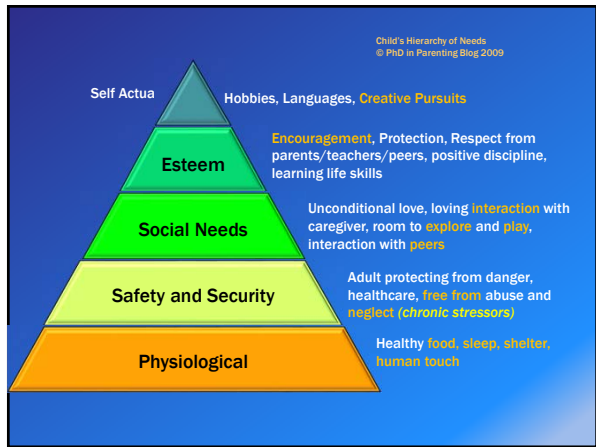 Child's Hierarchy of Needs
© PhD in Parenting Blog 2009
Self Actua
Hobbies, Languages, Creative Pursuits
Esteem
Encouragement, Protection, Respect from
parents/teachers/peers, positive discipline,
learning life skills
Social Needs
Unconditional love, loving interaction with
caregiver, room to explore and play,
interaction with peers
Safety and Security
Adult protecting from danger,
healthcare, free from abuse and
neglect (chronic stressors)
Physiological
Healthy food, sleep, shelter,
human touch